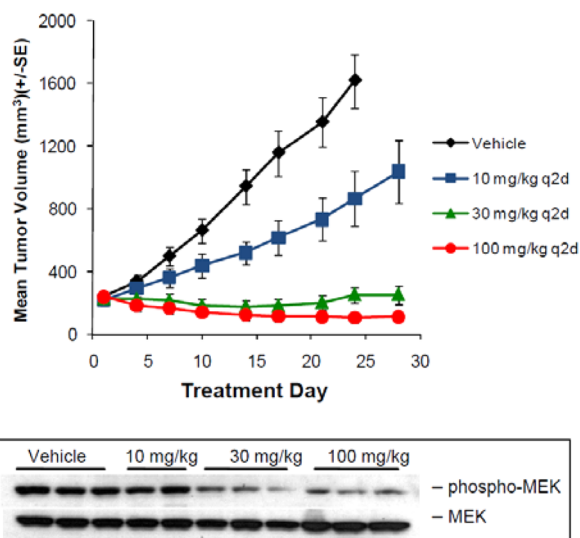 2000
1600
1200
800
400
0
Mean Tumor Volume (mm³)(+/-SE)
0 5 10 15 20 25 30
Treatment Day
Vehicle
10 mg/kg q2d
30 mg/kg q2d
100 mg/kg q2d
Vehicle 10 mg/kg 30 mg/kg 100 mg/kg
– phospho-MEK
– MEK